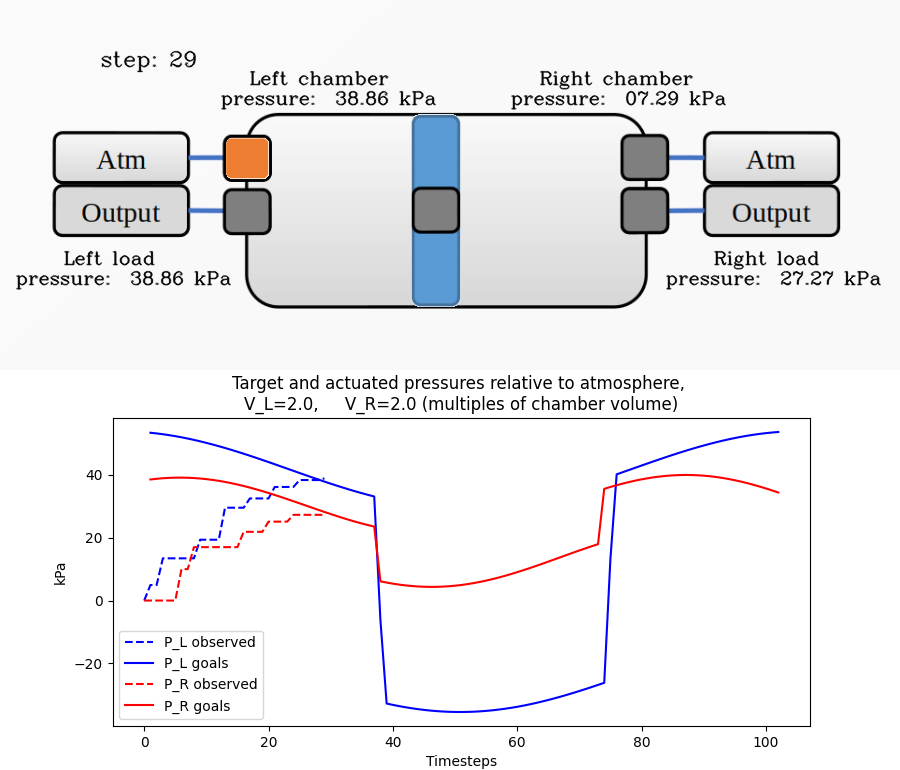 step: 29
Left chamber
pressure: 38.86 kPa
Right chamber
pressure: 07.29 kPa
Atm
Output
Atm
Output
Left load
pressure: 38.86 kPa
Right load
pressure: 27.27 kPa
Target and actuated pressures relative to atmosphere,
V_L=2.0, V_R=2.0 (multiples of chamber volume)
kPa
40
20
0
−20
P_L observed
P_L goals
P_R observed
P_R goals
0 20 40 60 80 100
Timesteps